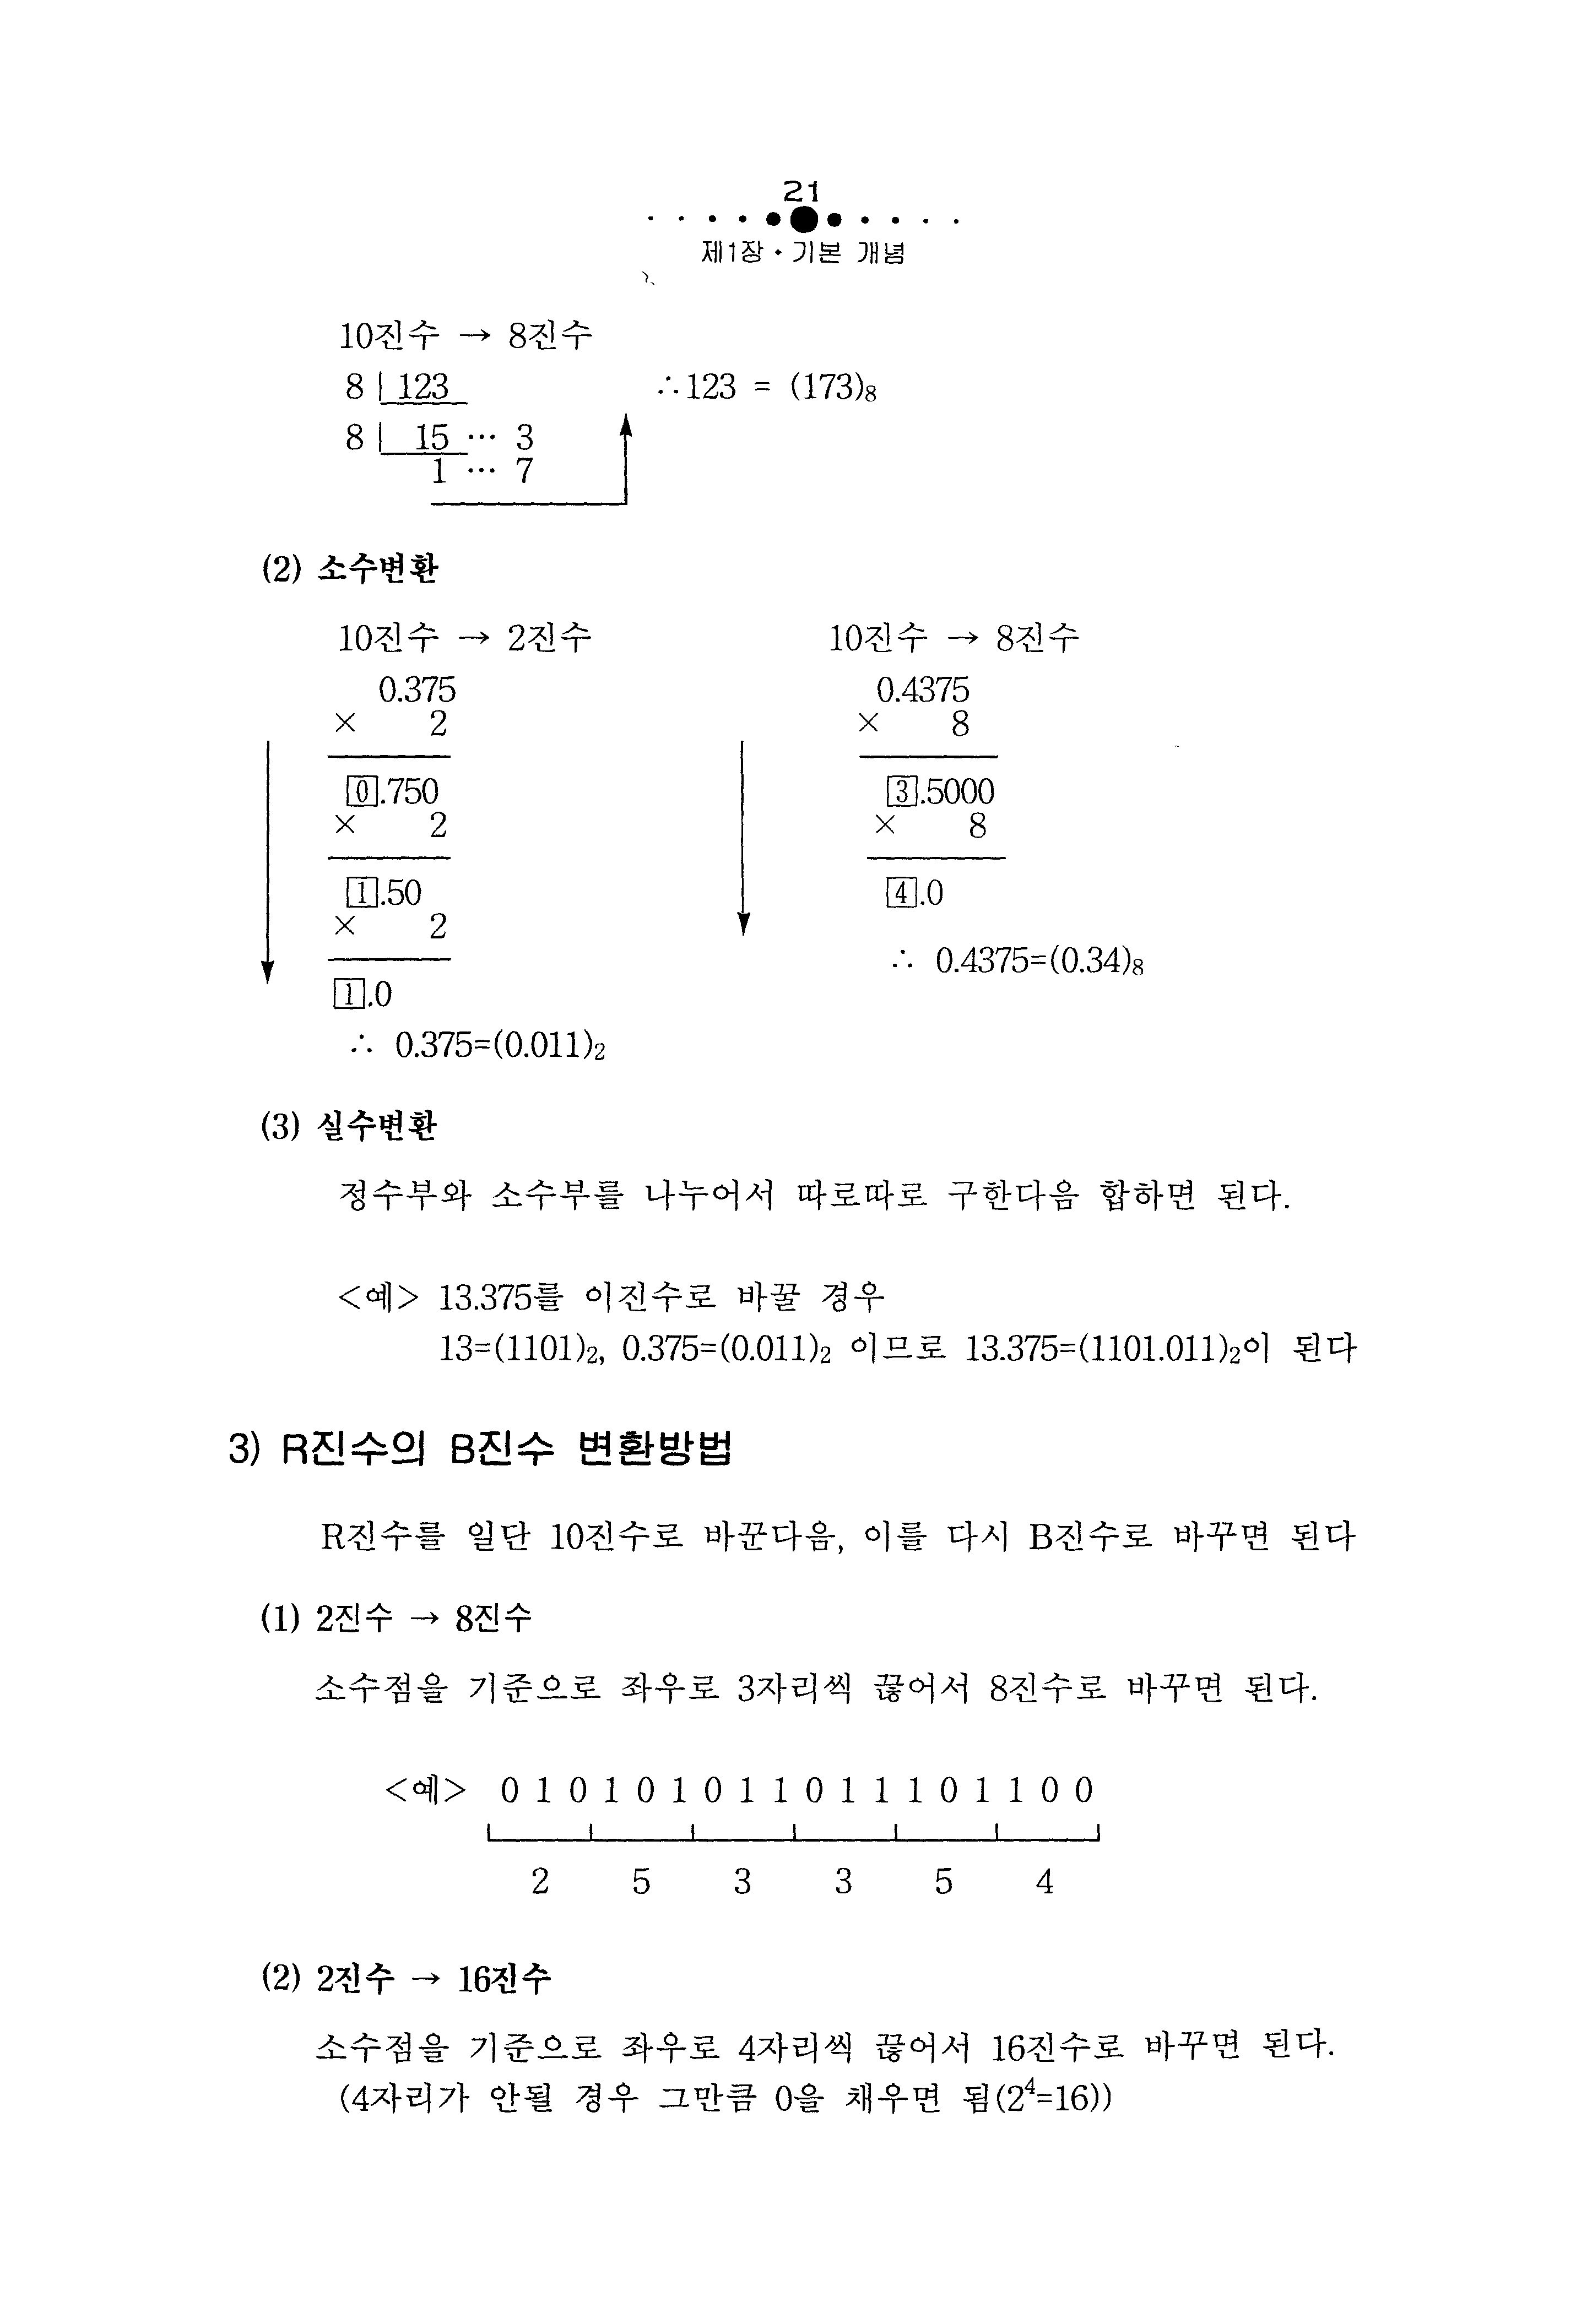 21
제1장 · 기본 개념
10진수 → 8진수
8 123 ∴123 = (173)₈
8 15 ⋯ 3
1 ⋯ 7
(2) 소수변환
10진수 → 2진수
0.375
× 2
0.750
× 2
1.50
× 2
1.0
∴ 0.375=(0.011)₂
10진수 → 8진수
0.4375
× 8
3.5000
× 8
4.0
∴ 0.4375=(0.34)₈
(3) 실수변환
정수부와 소수부를 나누어서 따로따로 구한다음 합하면 된다.
<예> 13.375를 이진수로 바꿀 경우
13=(1101)₂, 0.375=(0.011)₂ 이므로 13.375=(1101.011)₂이 된다
3) R진수의 B진수 변환방법
R진수를 일단 10진수로 바꾼다음, 이를 다시 B진수로 바꾸면 된다
(1) 2진수 → 8진수
소수점을 기준으로 좌우로 3자리씩 끊어서 8진수로 바꾸면 된다.
<예> 0 1 0 1 0 1 0 1 1 0 1 1 1 0 1 1 0 0
2 5 3 3 5 4
(2) 2진수 → 16진수
소수점을 기준으로 좌우로 4자리씩 끊어서 16진수로 바꾸면 된다.
(4자리가 안될 경우 그만큼 0을 채우면 됨(2⁴=16))